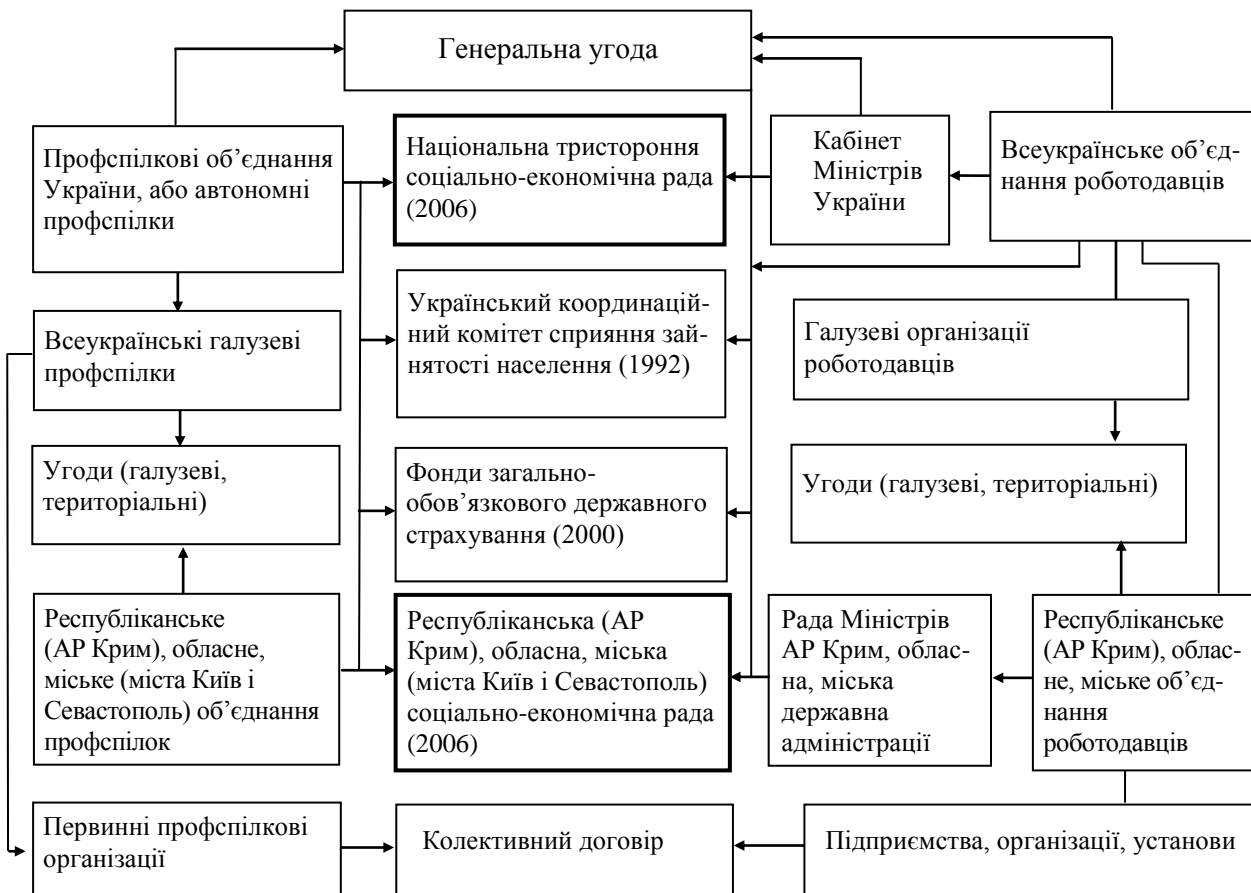 Генеральна угода
Профспілкові об’єднання
України, або автономні
профспілки
Національна тристороння
соціально-економічна рада
(2006)
Кабінет
Міністрів
України
Всеукраїнське об’єд-
нання роботодавців
Всеукраїнські галузеві
профспілки
Український координацій-
ний комітет сприяння зай-
нятості населення (1992)
Галузеві організації
роботодавців
Угоди (галузеві,
територіальні)
Фонди загально-
обов’язкового державного
страхування (2000)
Угоди (галузеві, територіальні)
Республіканське
(АР Крим), обласне,
міське (міста Київ і
Севастополь) об’єднання
профспілок
Республіканська (АР
Крим), обласна, міська
(міста Київ і Севастополь)
соціально-економічна рада
(2006)
Рада Міністрів
АР Крим, облас-
на, міська
державна
адміністрації
Республіканське
(АР Крим), облас-
не, міське об’єд-
нання
роботодавців
Первинні профспілкові
організації
Колективний договір
Підприємства, організації, установи